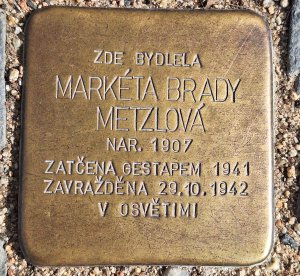 ZDE BYDLELA
MARKÉTA BRADY
METZLOVÁ
NAR. 1907
ZATČENA GESTAPEM 1941
ZAVRAŽDĚNA 29.10.1942
V OSVĚTIMI